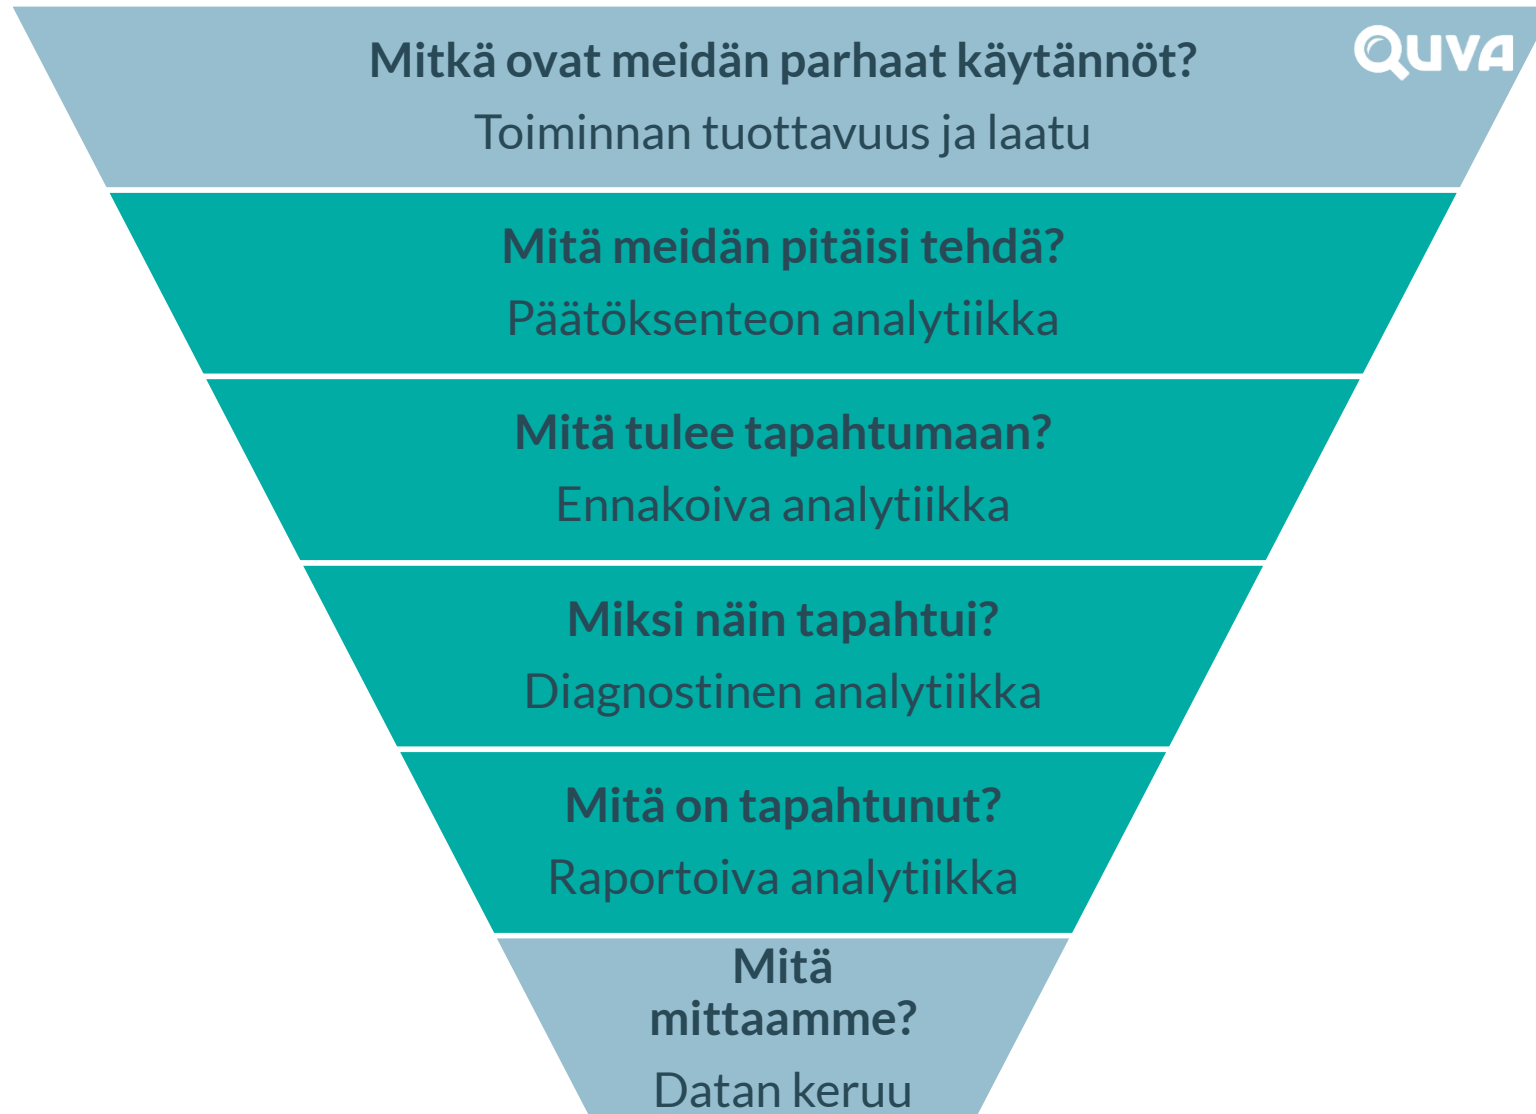 Mitkä ovat meidän parhaat käytännöt?
QUVA
Toiminnan tuottavuus ja laatu
Mitä meidän pitäisi tehdä?
Päätöksenteon analytiikka
Mitä tulee tapahtumaan?
Ennakoiva analytiikka
Miksi näin tapahtui?
Diagnostinen analytiikka
Mitä on tapahtunut?
Raportoiva analytiikka
Mitä
mittaamme?
Datan keruu